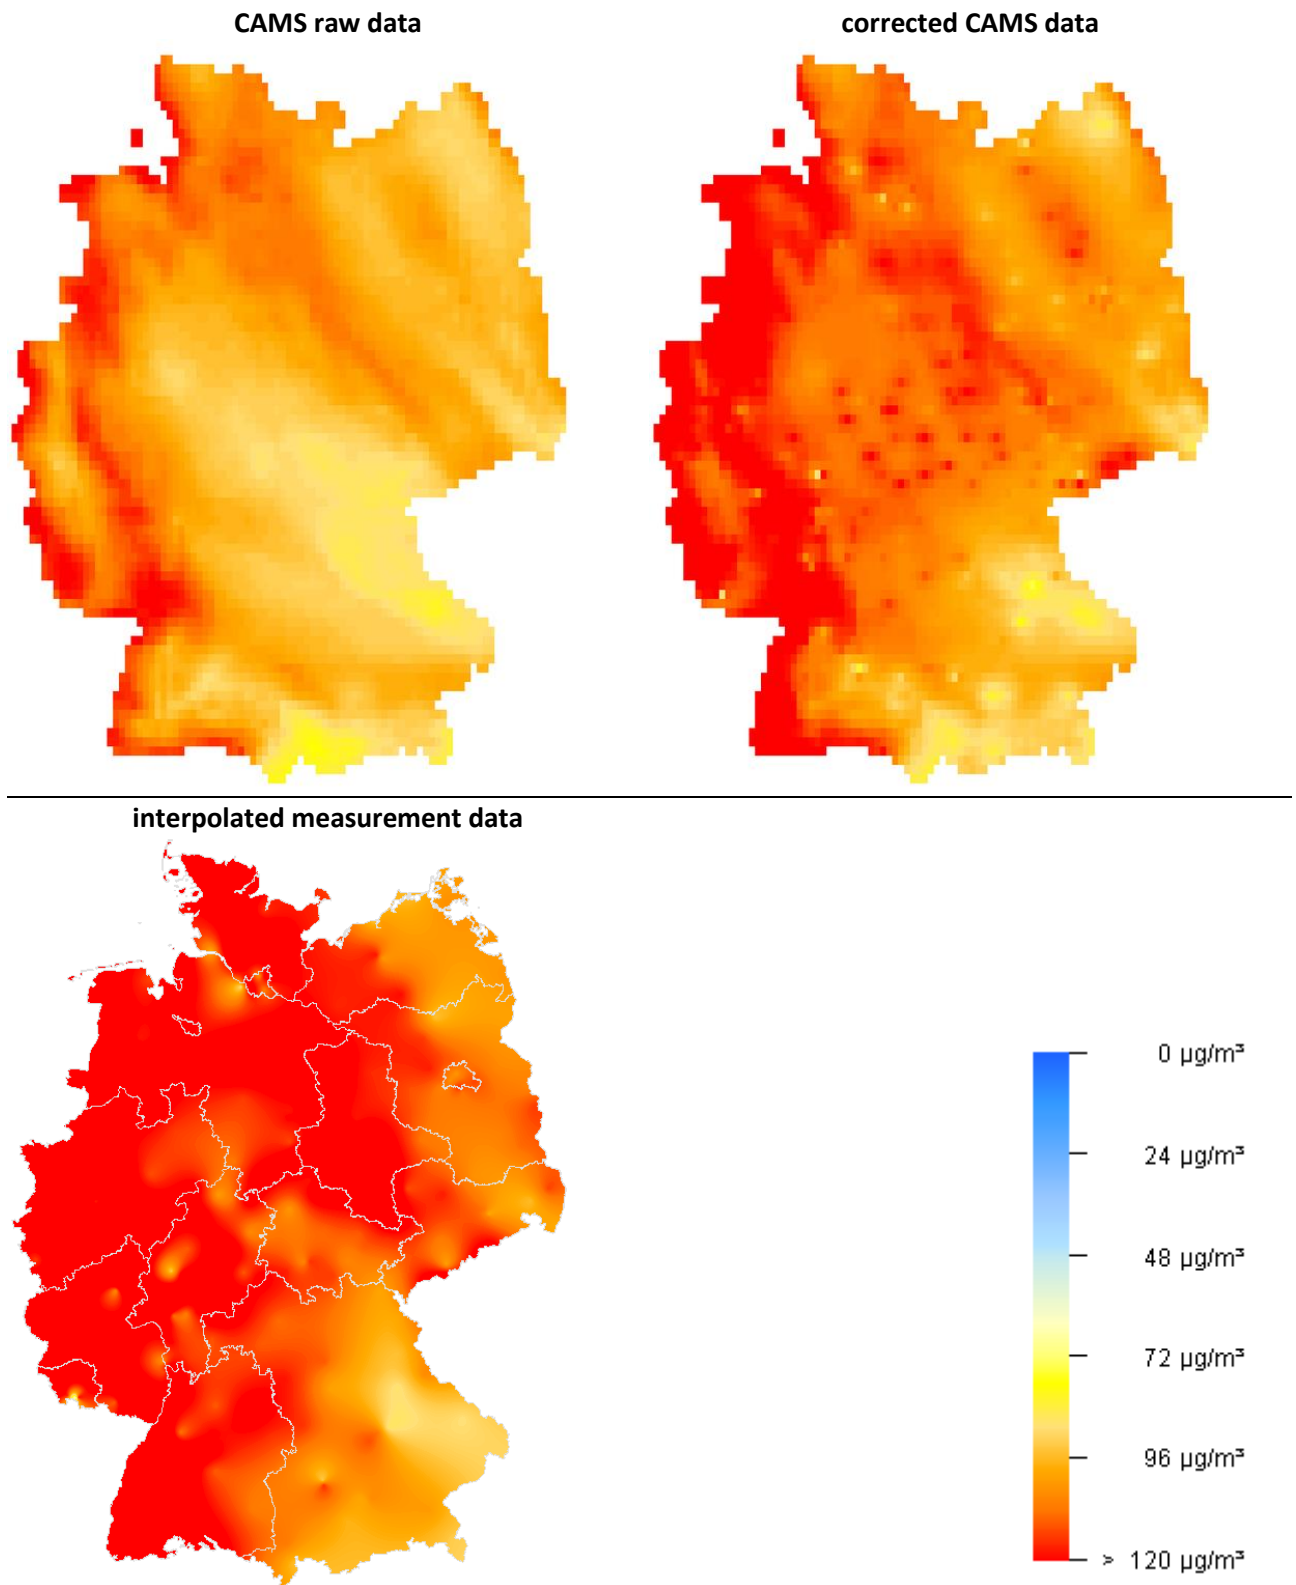 CAMS raw data
corrected CAMS data
interpolated measurement data
0 µg/m³
24 µg/m³
48 µg/m³
72 µg/m³
96 µg/m³
> 120 µg/m³